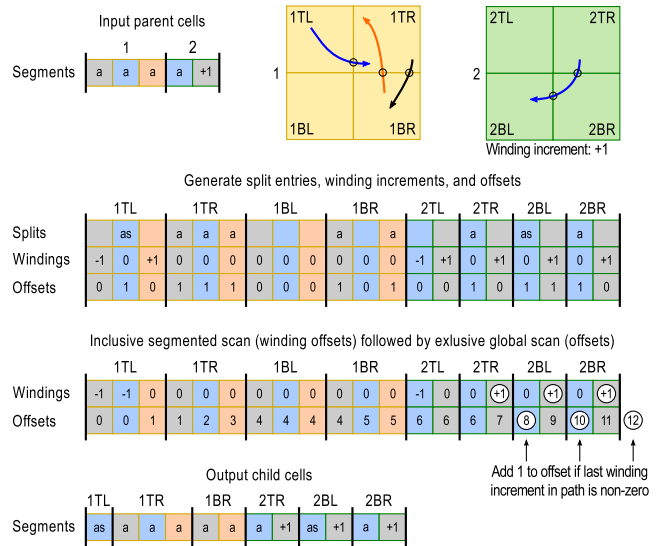 Input parent cells
1 2
Segments a a a a +1
1TL 1TR
1
1BL 1BR
2TL 2TR
2
2BL 2BR
Winding increment: +1
Generate split entries, winding increments, and offsets
1TL 1TR 1BL 1BR 2TL 2TR 2BL 2BR
Splits as a a a a a a as a
Windings -1 0 +1 0 0 0 0 0 0 0 0 0 -1 +1 0 +1 0 +1 0 +1
Offsets 0 1 0 1 1 1 0 0 0 1 0 1 0 0 1 1 1 1 1 1
Inclusive segmented scan (winding offsets) followed by exlusive global scan (offsets)
1TL 1TR 1BL 1BR 2TL 2TR 2BL 2BR
Windings -1 -1 0 0 0 0 0 0 0 0 0 0 -1 0 0 +1 0 +1 0 +1
Offsets 0 0 1 1 2 3 4 4 4 4 5 5 6 6 6 7 8 9 10 11 12
Add 1 to offset if last winding
increment in path is non-zero
Output child cells
1TL 1TR 1BR 2TR 2BL 2BR
Segments as a a a a a a +1 as +1 a +1